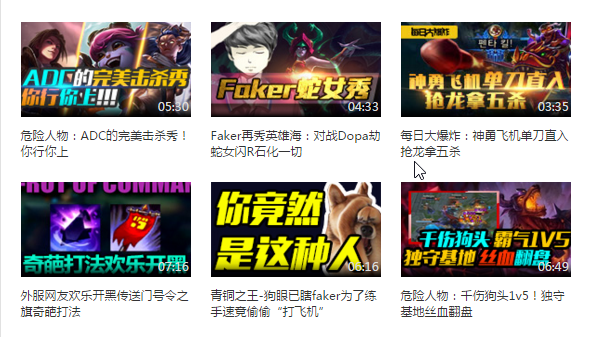 ADC的完美击杀秀
你行你上!!!
05:30
Faker蛇女秀
04:33
每日大爆炸
神勇飞机单刀直入
抢龙拿五杀
03:35
危险人物：ADC的完美击杀秀！
你行你上
Faker再秀英雄海：对战Dopa劫
蛇女闪R石化一切
每日大爆炸：神勇飞机单刀直入
抢龙拿五杀
奇葩打法欢乐开黑
07:16
你竟然
是这种人
06:16
千伤狗头 霸气1V5
独守基地 丝血翻盘
06:49
外服网友欢乐开黑传送门号令之
旗奇葩打法
青铜之王-狗眼已瞎faker为了练
手速竟偷偷“打飞机”
危险人物：千伤狗头1v5！独守
基地丝血翻盘